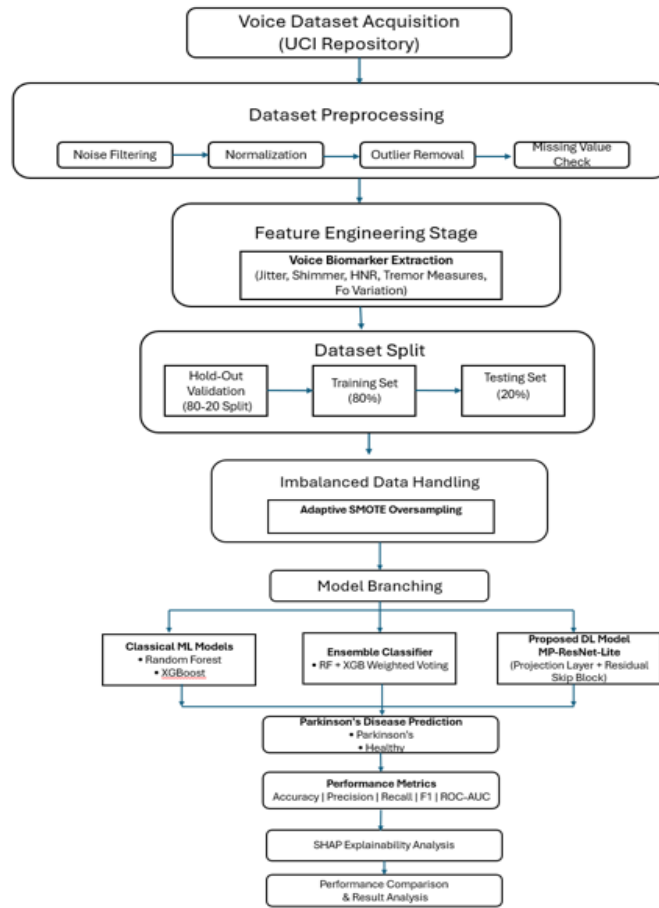 Voice Dataset Acquisition
(UCI Repository)
Dataset Preprocessing
Noise Filtering
Normalization
Outlier Removal
Missing Value
Check
Feature Engineering Stage
Voice Biomarker Extraction
(Jitter, Shimmer, HNR, Tremor Measures,
Fo Variation)
Dataset Split
Hold-Out
Validation
(80-20 Split)
Training Set
(80%)
Testing Set
(20%)
Imbalanced Data Handling
Adaptive SMOTE Oversampling
Model Branching
Classical ML Models
• Random Forest
• XGBoost
Ensemble Classifier
• RF + XGB Weighted Voting
Proposed DL Model
MP-ResNet-Lite
(Projection Layer + Residual
Skip Block)
Parkinson's Disease Prediction
• Parkinson's
• Healthy
Performance Metrics
Accuracy | Precision | Recall | F1 | ROC-AUC
SHAP Explainability Analysis
Performance Comparison
& Result Analysis